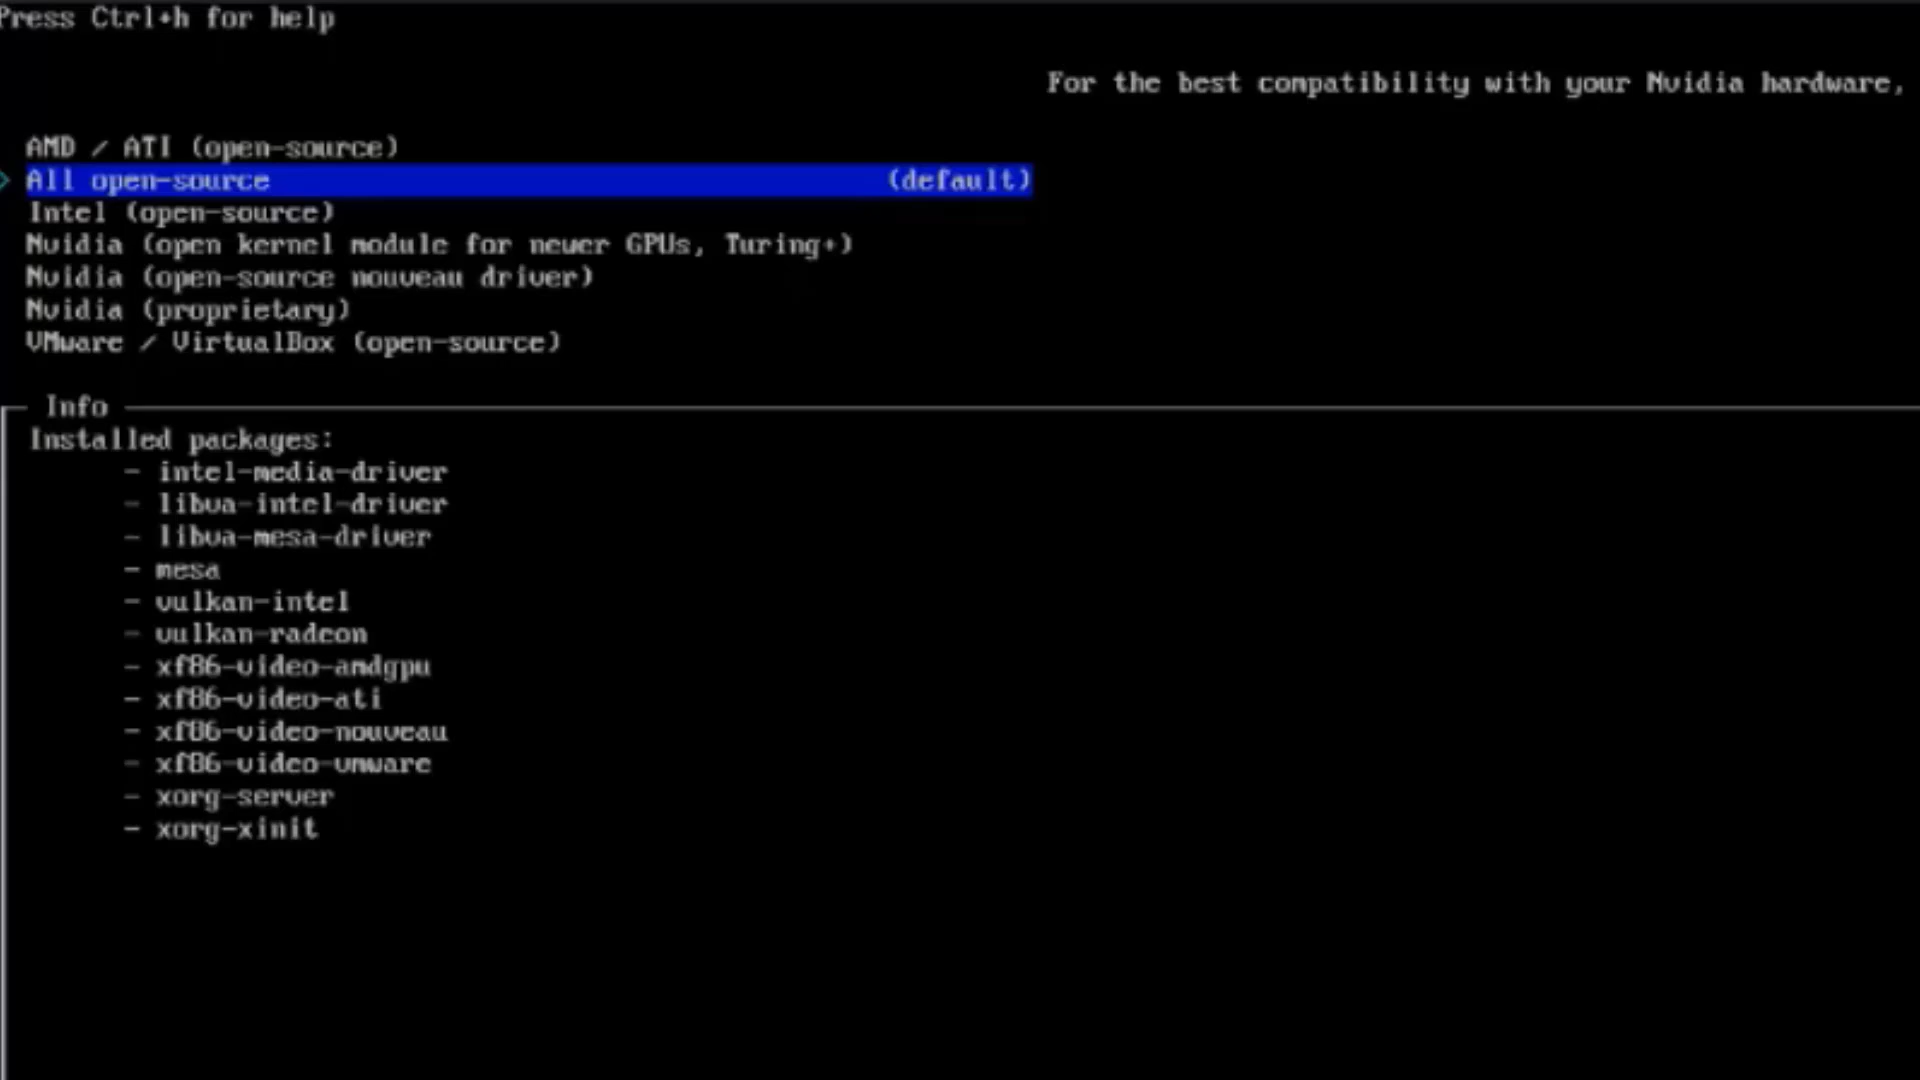 Press Ctrl+h for help
For the best compatibility with your Nvidia hardware,
AMD / ATI (open-source)
> All open-source (default)
Intel (open-source)
Nvidia (open kernel module for newer GPUs, Turing+)
Nvidia (open-source nouveau driver)
Nvidia (proprietary)
VMware / VirtualBox (open-source)
Info
Installed packages:
- intel-media-driver
- libva-intel-driver
- libva-mesa-driver
- mesa
- vulkan-intel
- vulkan-radeon
- xf86-video-amdgpu
- xf86-video-ati
- xf86-video-nouveau
- xf86-video-vmware
- xorg-server
- xorg-xinit